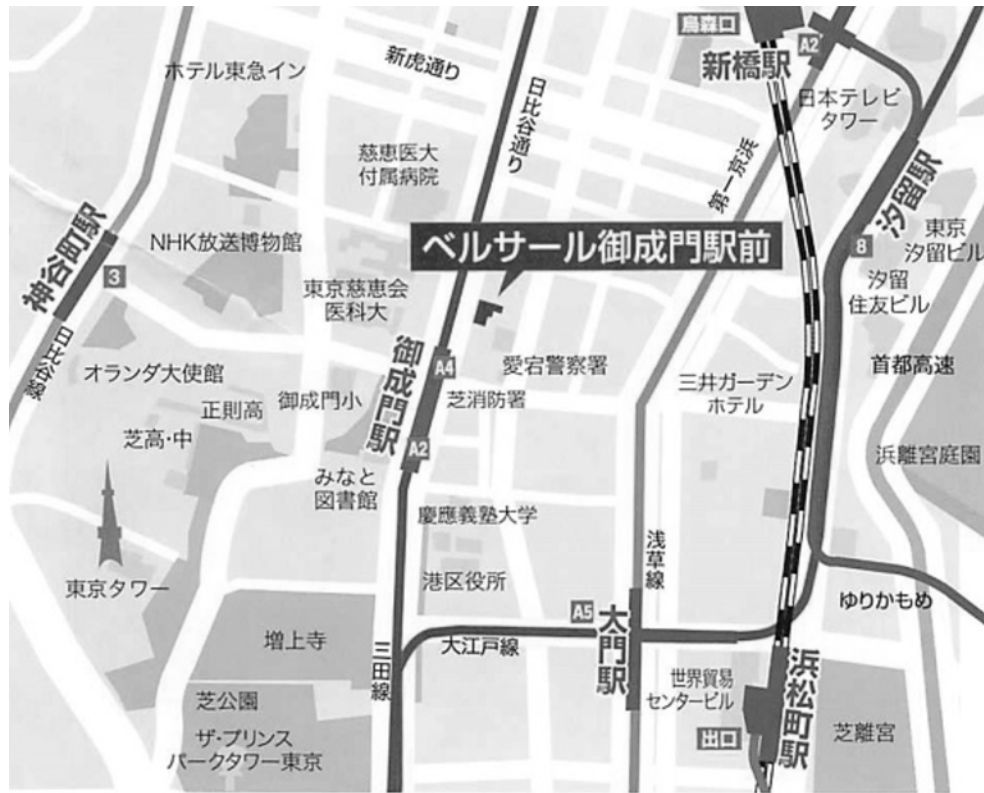 烏森口
新橋駅
A2
新虎通り
ホテル東急イン
日比谷通り
日本テレビ
タワー
慈恵医大
付属病院
第一京浜
汐留駅
神谷町駅
NHK放送博物館
ベルサール御成門駅前
8
東京
汐留ビル
3
東京慈恵会
医科大
汐留
住友ビル
日比谷線
御成門駅
A4
愛宕警察署
首都高速
オランダ大使館
三井ガーデン
ホテル
正則高
御成門小
芝消防署
芝高・中
A2
浜離宮庭園
みなと
図書館
慶應義塾大学
浅草線
東京タワー
港区役所
ゆりかもめ
A5
大門駅
増上寺
大江戸線
三田線
浜松町駅
世界貿易
センタービル
芝公園
出口
芝離宮
ザ・プリンス
パークタワー東京